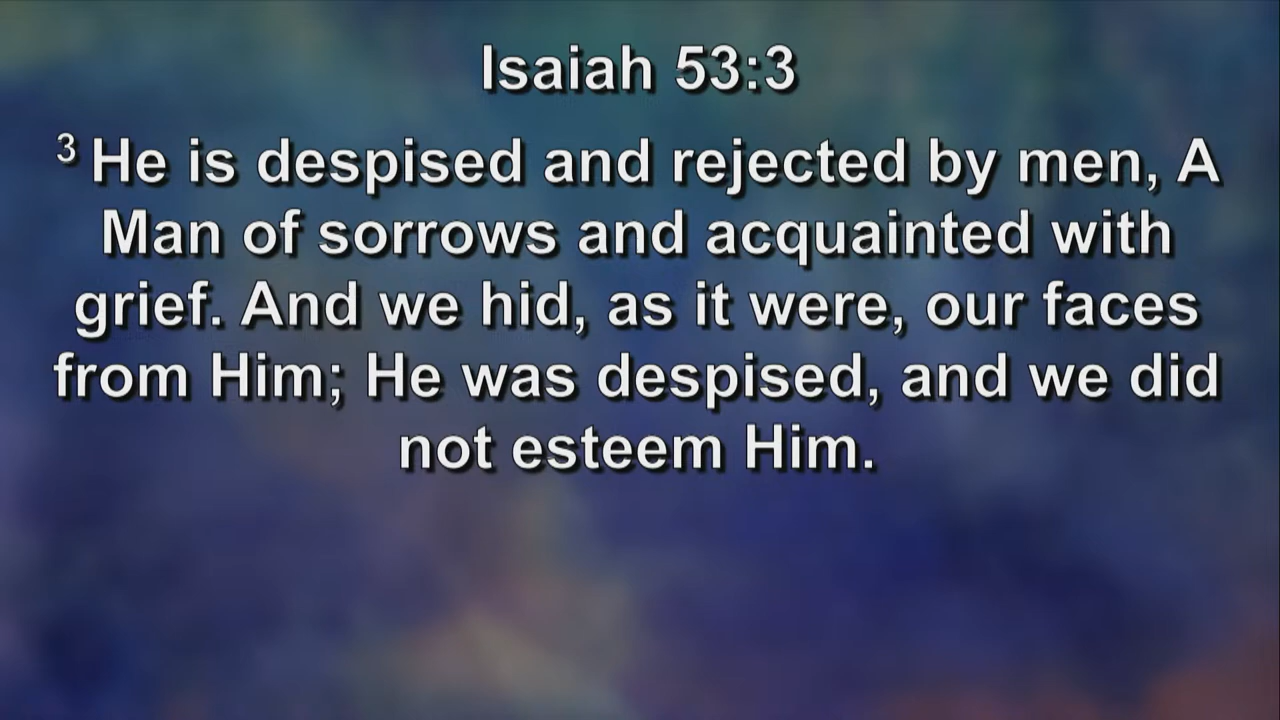 Isaiah 53:3
3 He is despised and rejected by men, A
Man of sorrows and acquainted with
grief. And we hid, as it were, our faces
from Him; He was despised, and we did
not esteem Him.